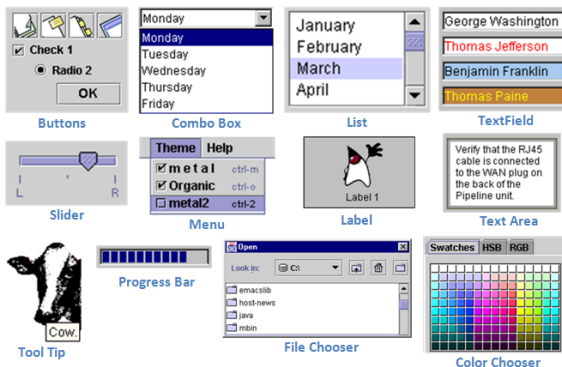 Check 1
Radio 2
OK
Buttons
Monday
Monday
Tuesday
Wednesday
Thursday
Friday
Combo Box
January
February
March
April
List
George Washington
Thomas Jefferson
Benjamin Franklin
Thomas Paine
TextField
L R
Slider
Theme Help
metal ctrl-m
Organic ctrl-o
metal2 ctrl-2
Menu
Label 1
Label
Verify that the RJ45
cable is connected
to the WAN plug on
the back of the
Pipeline unit.
Text Area
Cow.
Tool Tip
Progress Bar
Open
Look in: C:\
emacslib
host-news
java
mbin
File Chooser
Swatches HSB RGB
Color Chooser